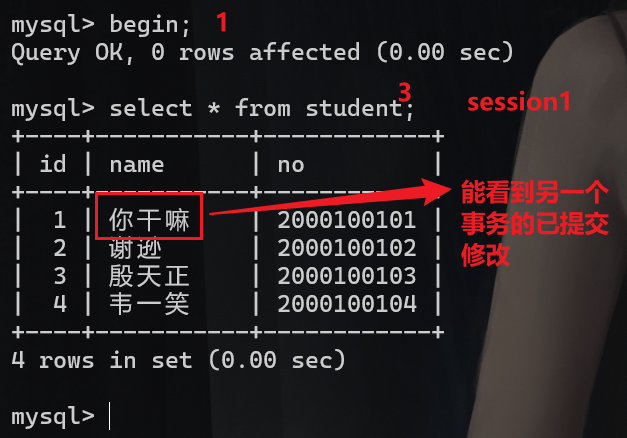 mysql> begin; 1
Query OK, 0 rows affected (0.00 sec)
3
mysql> select * from student; session1
+----+-----------+------------+
| id | name | no |
+----+-----------+------------+
| 1 | 你干嘛 | 2000100101 |
| 2 | 谢逊 | 2000100102 |
| 3 | 殷天正 | 2000100103 |
| 4 | 韦一笑 | 2000100104 |
+----+-----------+------------+
能看到另一个
事务的已提交
修改
4 rows in set (0.00 sec)
mysql>